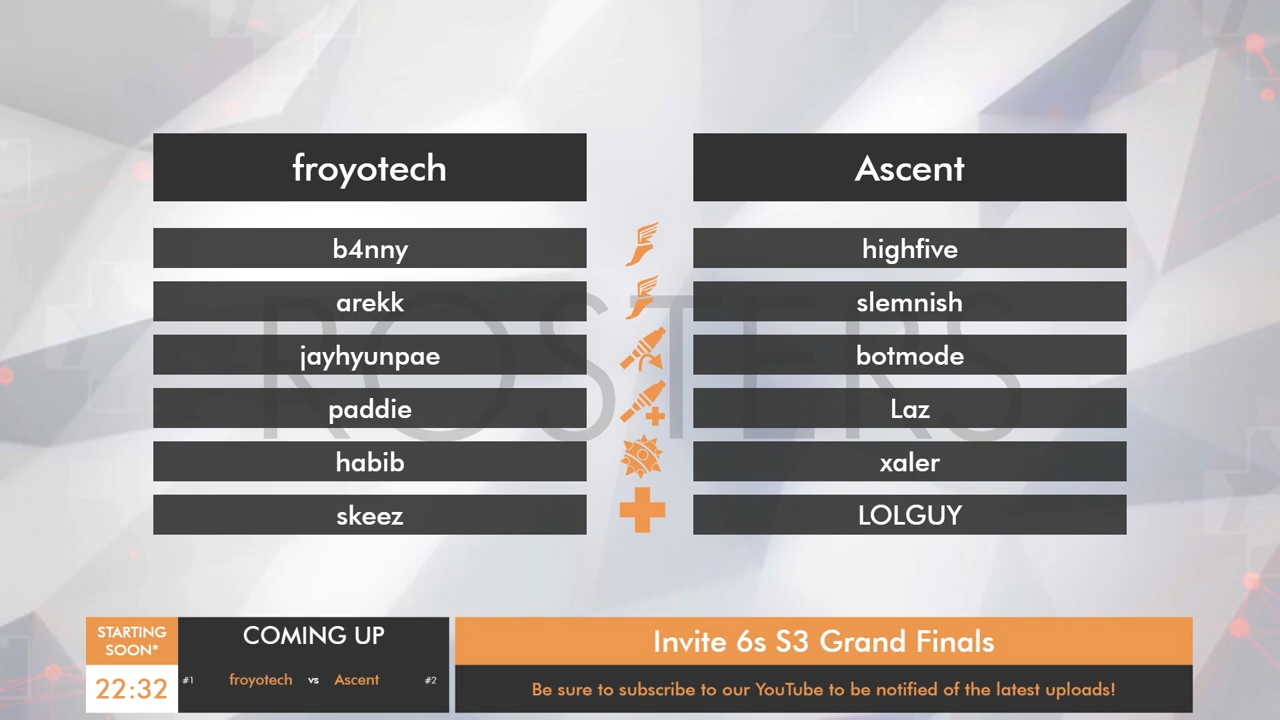 froyotech
Ascent
b4nny
highfive
arekk
slemnish
jayhyunpae
botmode
paddie
Laz
habib
xaler
skeez
LOLGUY
ROSTERS
STARTING
SOON*
22:32
COMING UP
#1 froyotech vs Ascent #2
Invite 6s S3 Grand Finals
Be sure to subscribe to our YouTube to be notified of the latest uploads!